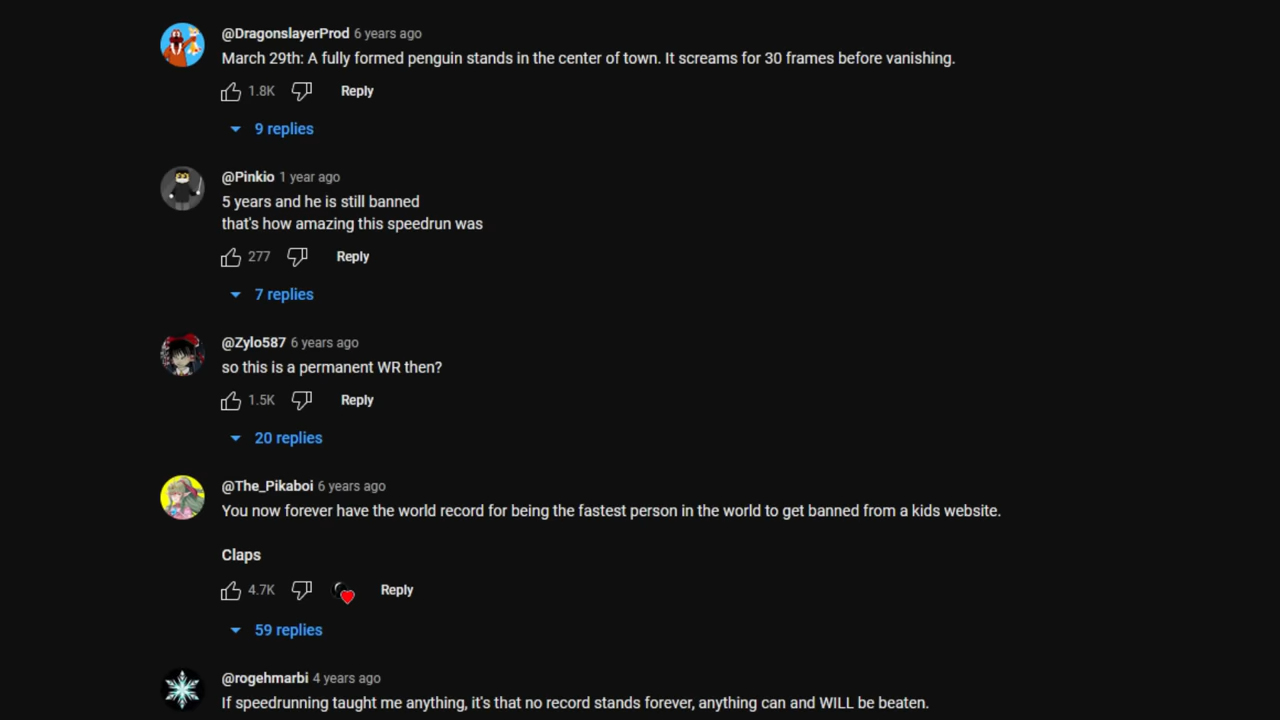 @DragonslayerProd 6 years ago
March 29th: A fully formed penguin stands in the center of town. It screams for 30 frames before vanishing.
1.8K Reply
9 replies
@Pinkio 1 year ago
5 years and he is still banned
that's how amazing this speedrun was
277 Reply
7 replies
@Zylo587 6 years ago
so this is a permanent WR then?
1.5K Reply
20 replies
@The_Pikaboi 6 years ago
You now forever have the world record for being the fastest person in the world to get banned from a kids website.
Claps
4.7K Reply
59 replies
@rogehmarbi 4 years ago
If speedrunning taught me anything, it's that no record stands forever, anything can and WILL be beaten.